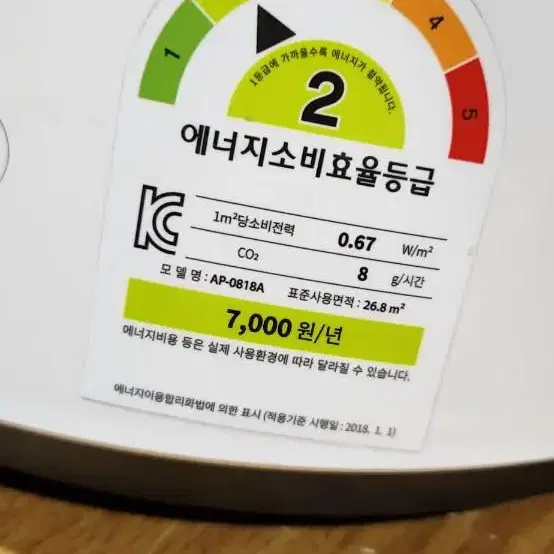 1
4
5
1등급에 가까울수록 에너지가 절약됩니다.
2
에너지소비효율등급
1m²당소비전력 0.67 W/m²
CO₂ 8 g/시간
모 델 명 : AP-0818A 표준사용면적 : 26.8 m²
7,000 원/년
에너지비용 등은 실제 사용환경에 따라 달라질 수 있습니다.
에너지이용합리화법에 의한 표시 (적용기준 시행일 : 2018. 1. 1)